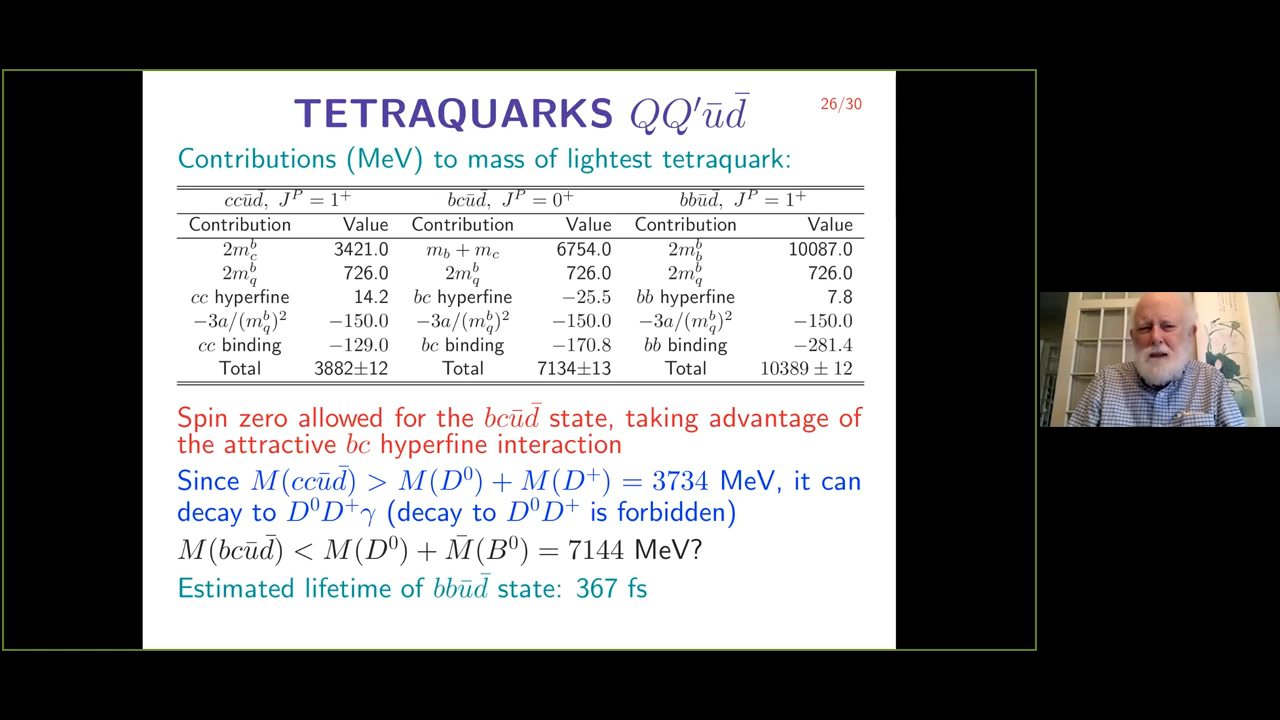 TETRAQUARKS QQ′ūd̄
26/30
Contributions (MeV) to mass of lightest tetraquark:
ccūd̄, J^P = 1^+ bcūd̄, J^P = 0^+ bbūd̄, J^P = 1^+
Contribution Value Contribution Value Contribution Value
2m_c^b 3421.0 m_b + m_c 6754.0 2m_b^b 10087.0
2m_q^b 726.0 2m_q^b 726.0 2m_q^b 726.0
cc hyperfine 14.2 bc hyperfine −25.5 bb hyperfine 7.8
−3a/(m_q^b)^2 −150.0 −3a/(m_q^b)^2 −150.0 −3a/(m_q^b)^2 −150.0
cc binding −129.0 bc binding −170.8 bb binding −281.4
Total 3882±12 Total 7134±13 Total 10389 ± 12
Spin zero allowed for the bcūd̄ state, taking advantage of
the attractive bc hyperfine interaction
Since M(ccūd̄) > M(D^0) + M(D^+) = 3734 MeV, it can
decay to D^0D^+γ (decay to D^0D^+ is forbidden)
M(bcūd̄) < M(D^0) + M̄(B^0) = 7144 MeV?
Estimated lifetime of bbūd̄ state: 367 fs